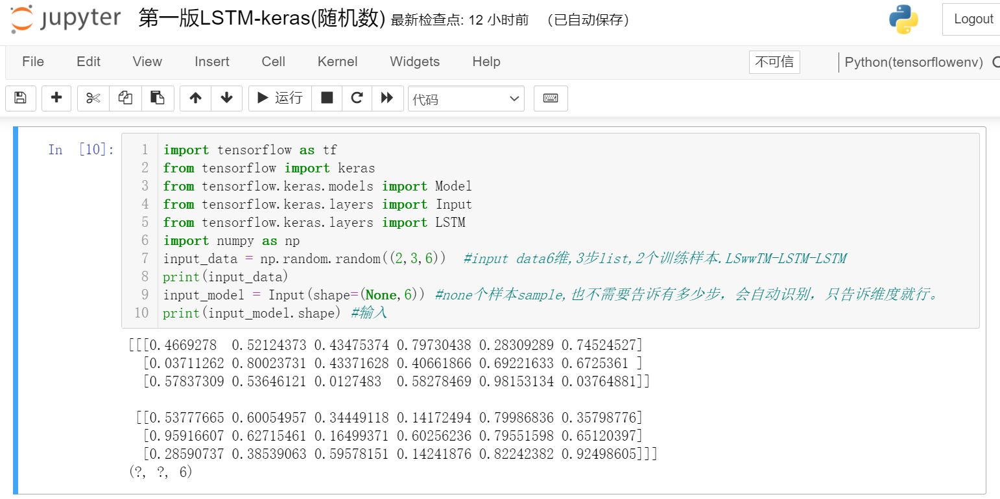 jupyter 第一版LSTM-keras(随机数) 最新检查点: 12 小时前 （已自动保存） Logout
File Edit View Insert Cell Kernel Widgets Help 不可信 Python(tensorflowenv)
运行 代码
In [10]:
1 import tensorflow as tf
2 from tensorflow import keras
3 from tensorflow.keras.models import Model
4 from tensorflow.keras.layers import Input
5 from tensorflow.keras.layers import LSTM
6 import numpy as np
7 input_data = np.random.random((2,3,6))  #input data6维,3步list,2个训练样本.LSwwTM-LSTM-LSTM
8 print(input_data)
9 input_model = Input(shape=(None,6)) #none个样本sample,也不需要告诉有多少步，会自动识别，只告诉维度就行。
10 print(input_model.shape) #输入
[[[0.4669278  0.52124373 0.43475374 0.79730438 0.28309289 0.74524527]
[0.03711262 0.80023731 0.43371628 0.40661866 0.69221633 0.6725361 ]
[0.57837309 0.53646121 0.0127483  0.58278469 0.98153134 0.03764881]]
[[0.53777665 0.60054957 0.34449118 0.14172494 0.79986836 0.35798776]
[0.95916607 0.62715461 0.16499371 0.60256236 0.79551598 0.65120397]
[0.28590737 0.38539063 0.59578151 0.14241876 0.82242382 0.92498605]]]
(?, ?, 6)